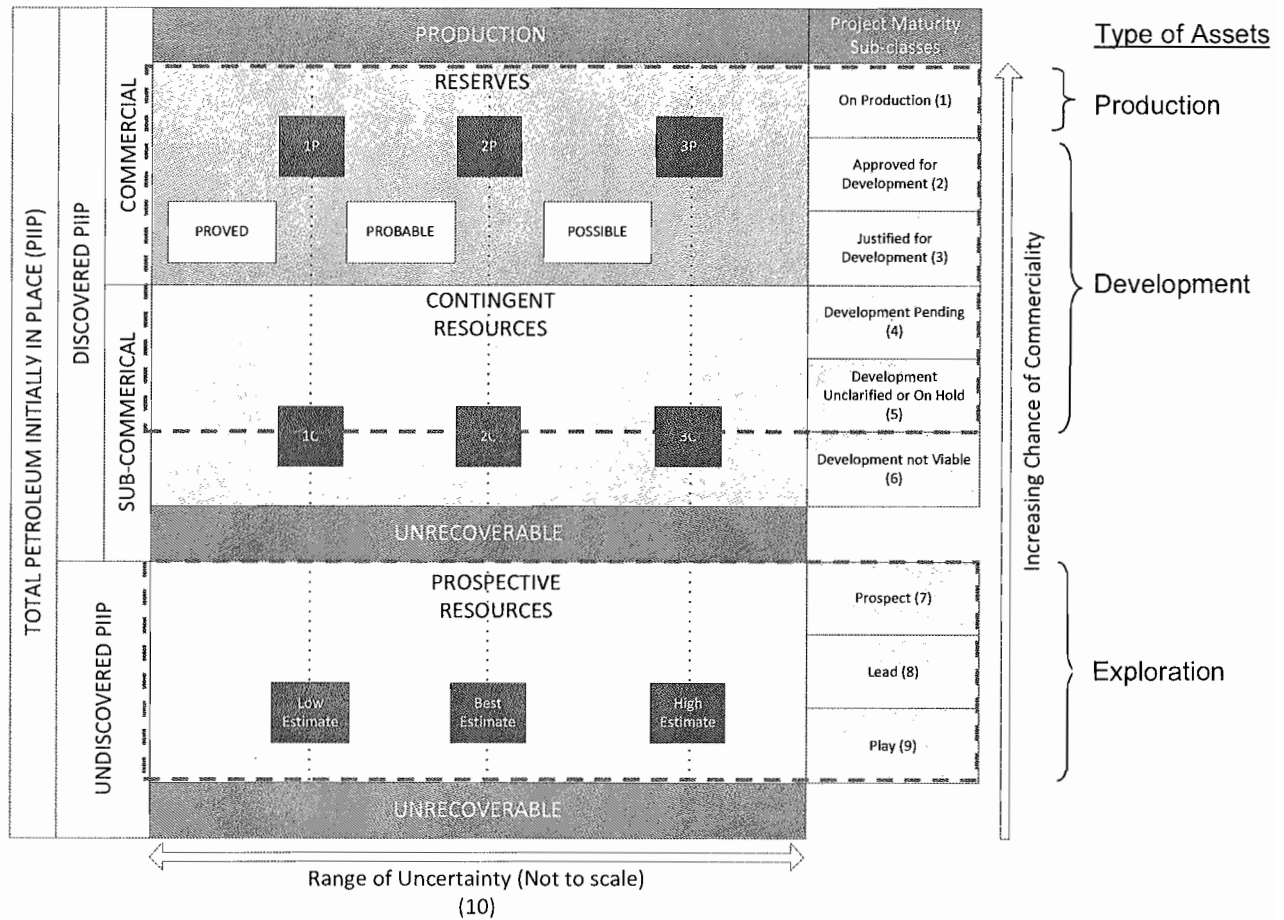 PRODUCTION
Project Maturity
Sub-classes
Type of Assets
TOTAL PETROLEUM INITIALLY IN PLACE (PIIP)
DISCOVERED PIIP
COMMERCIAL
RESERVES
1P
2P
3P
PROVED
PROBABLE
POSSIBLE
On Production (1)
Approved for
Development (2)
Justified for
Development (3)
Production
Development
SUB-COMMERICAL
CONTINGENT
RESOURCES
1C
2C
3C
Development Pending
(4)
Development
Unclarified or On Hold
(5)
Development not Viable
(6)
UNRECOVERABLE
Increasing Chance of Commerciality
UNDISCOVERED PIIP
PROSPECTIVE
RESOURCES
Low
Estimate
Best
Estimate
High
Estimate
Prospect (7)
Lead (8)
Play (9)
Exploration
UNRECOVERABLE
Range of Uncertainty (Not to scale)
(10)